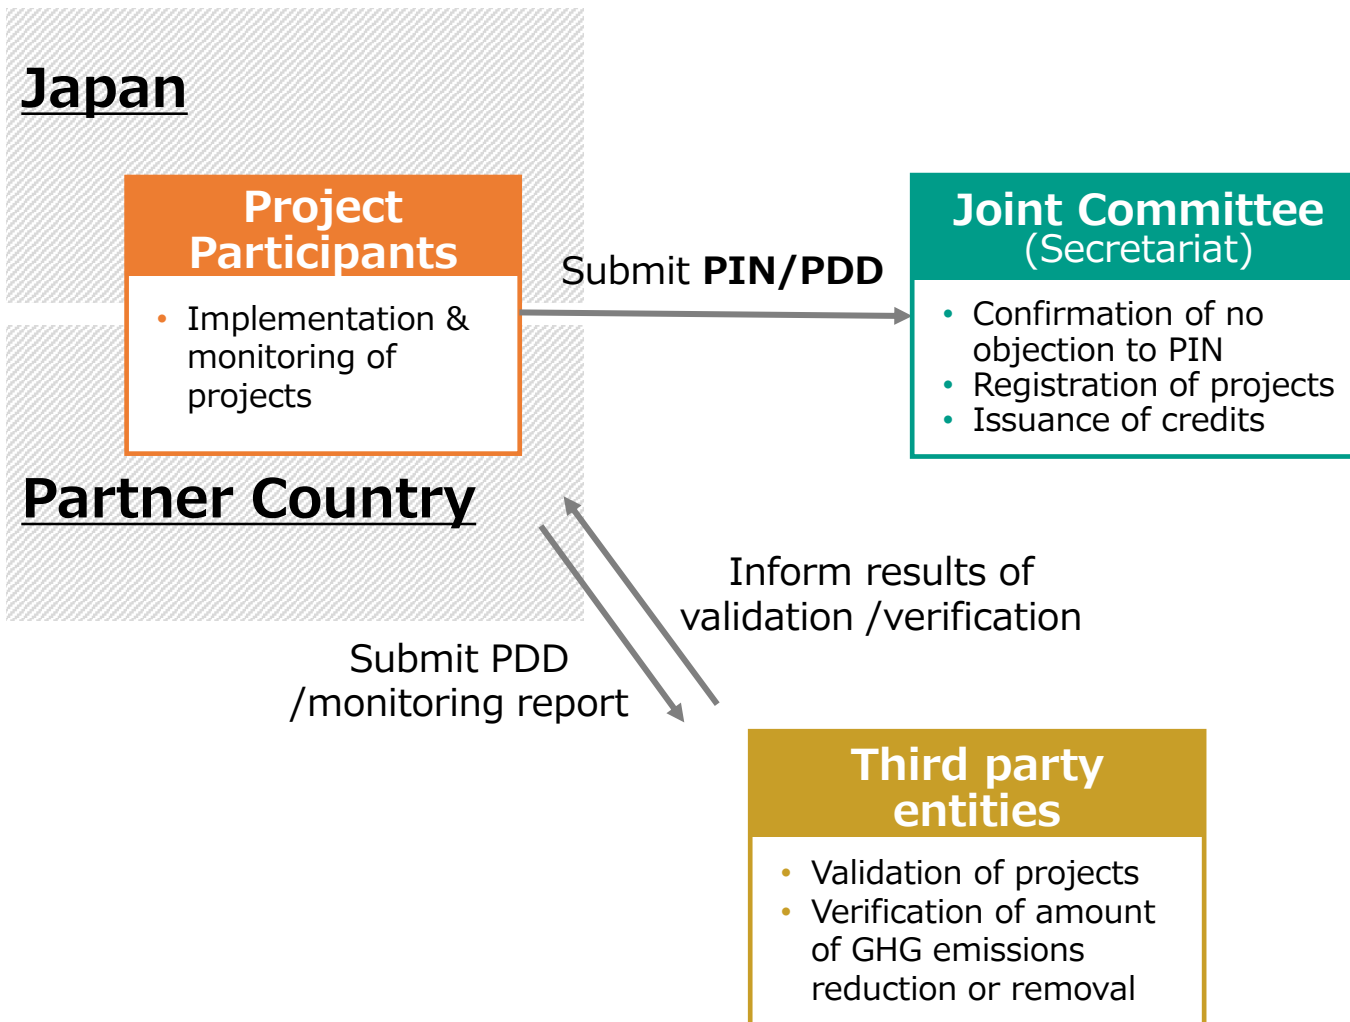 Japan
Project
Participants
• Implementation &
monitoring of
projects
Submit PIN/PDD
Joint Committee
(Secretariat)
• Confirmation of no
objection to PIN
• Registration of projects
• Issuance of credits
Partner Country
Inform results of
validation /verification
Submit PDD
/monitoring report
Third party
entities
• Validation of projects
• Verification of amount
of GHG emissions
reduction or removal